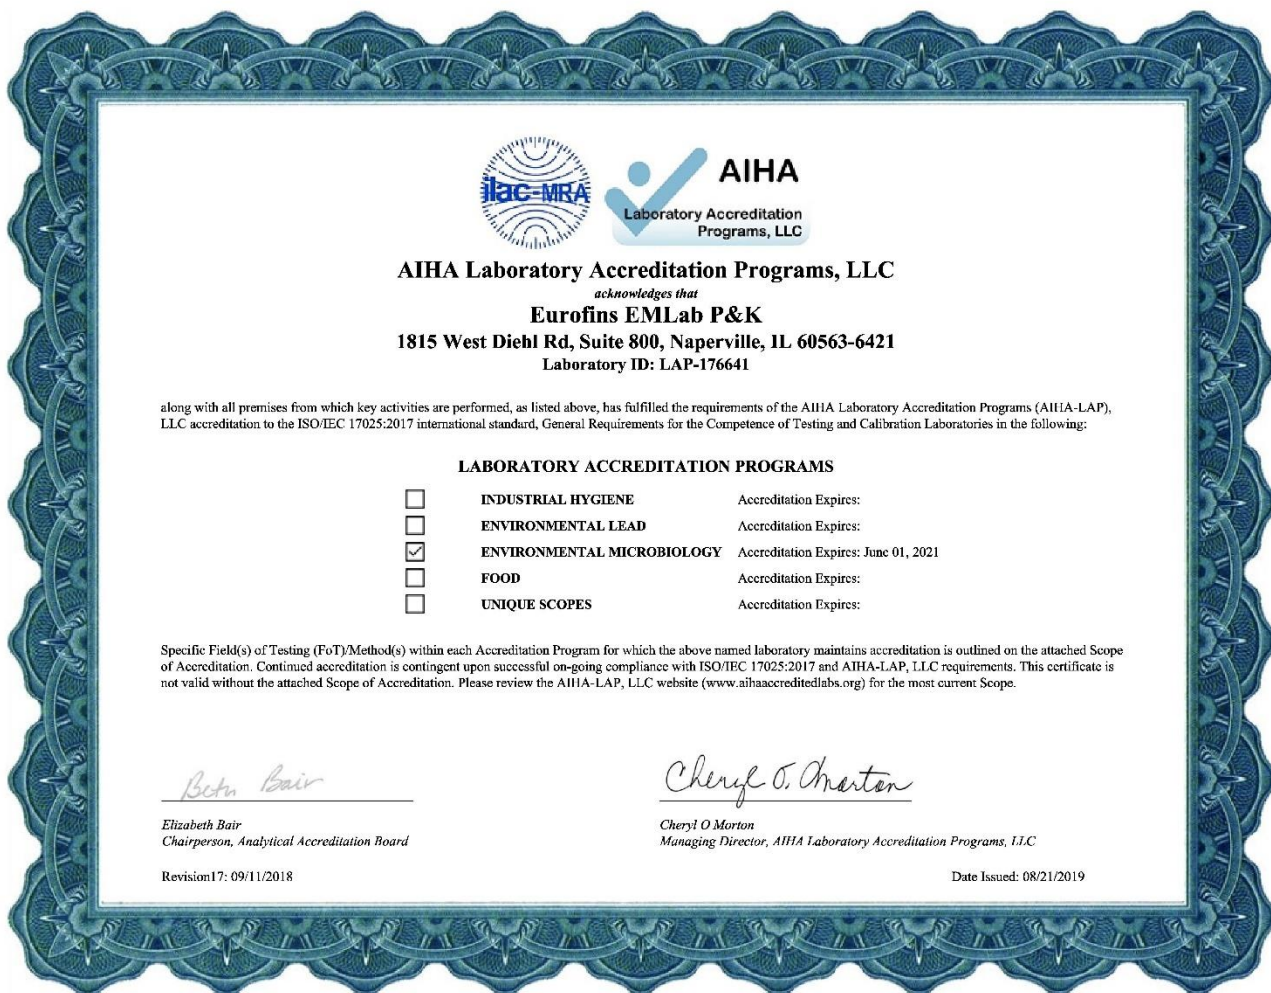 ilac-MRA
AIHA
Laboratory Accreditation
Programs, LLC
AIHA Laboratory Accreditation Programs, LLC
acknowledges that
Eurofins EMLab P&K
1815 West Diehl Rd, Suite 800, Naperville, IL 60563-6421
Laboratory ID: LAP-176641
along with all premises from which key activities are performed, as listed above, has fulfilled the requirements of the AIHA Laboratory Accreditation Programs (AIHA-LAP),
LLC accreditation to the ISO/IEC 17025:2017 international standard, General Requirements for the Competence of Testing and Calibration Laboratories in the following:
LABORATORY ACCREDITATION PROGRAMS
INDUSTRIAL HYGIENE Accreditation Expires:
ENVIRONMENTAL LEAD Accreditation Expires:
ENVIRONMENTAL MICROBIOLOGY Accreditation Expires: June 01, 2021
FOOD Accreditation Expires:
UNIQUE SCOPES Accreditation Expires:
Specific Field(s) of Testing (FoT)/Method(s) within each Accreditation Program for which the above named laboratory maintains accreditation is outlined on the attached Scope
of Accreditation. Continued accreditation is contingent upon successful on-going compliance with ISO/IEC 17025:2017 and AIHA-LAP, LLC requirements. This certificate is
not valid without the attached Scope of Accreditation. Please review the AIHA-LAP, LLC website (www.aihaaccreditedlabs.org) for the most current Scope.
Beth Bair Cheryl O. Morton
Elizabeth Bair Cheryl O Morton
Chairperson, Analytical Accreditation Board Managing Director, AIHA Laboratory Accreditation Programs, LLC
Revision17: 09/11/2018 Date Issued: 08/21/2019